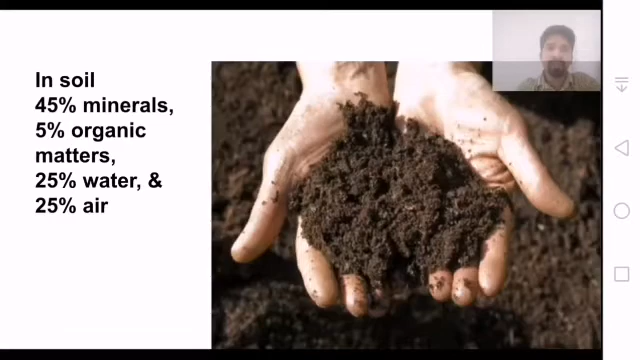 In soil
45% minerals,
5% organic
matters,
25% water, &
25% air